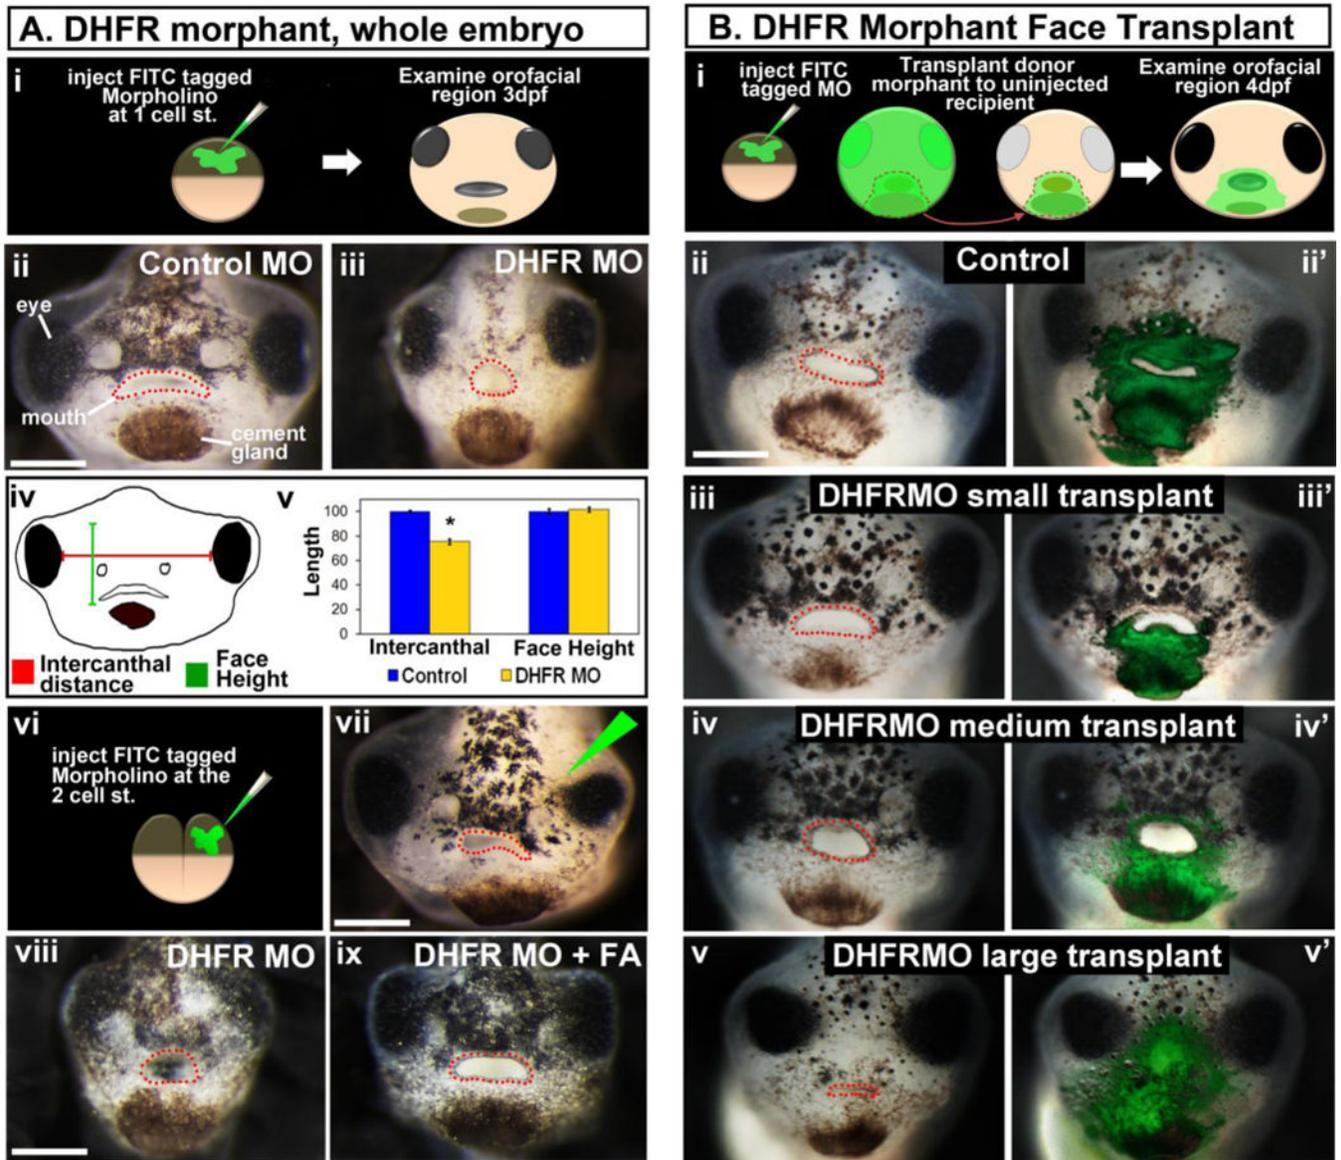 A. DHFR morphant, whole embryo
i
inject FITC tagged
Morpholino
at 1 cell st.
Examine orofacial
region 3dpf
ii
Control MO
eye
mouth
cement
gland
iii
DHFR MO
iv
Intercanthal
distance
Face
Height
v
Length
100
80
60
40
20
0
*
Intercanthal
Face Height
Control
DHFR MO
vi
inject FITC tagged
Morpholino at the
2 cell st.
vii
viii
DHFR MO
ix
DHFR MO + FA
B. DHFR Morphant Face Transplant
i
inject FITC
tagged MO
Transplant donor
morphant to uninjected
recipient
Examine orofacial
region 4dpf
ii
Control
ii’
iii
DHFRMO small transplant
iii’
iv
DHFRMO medium transplant
iv’
v
DHFRMO large transplant
v’